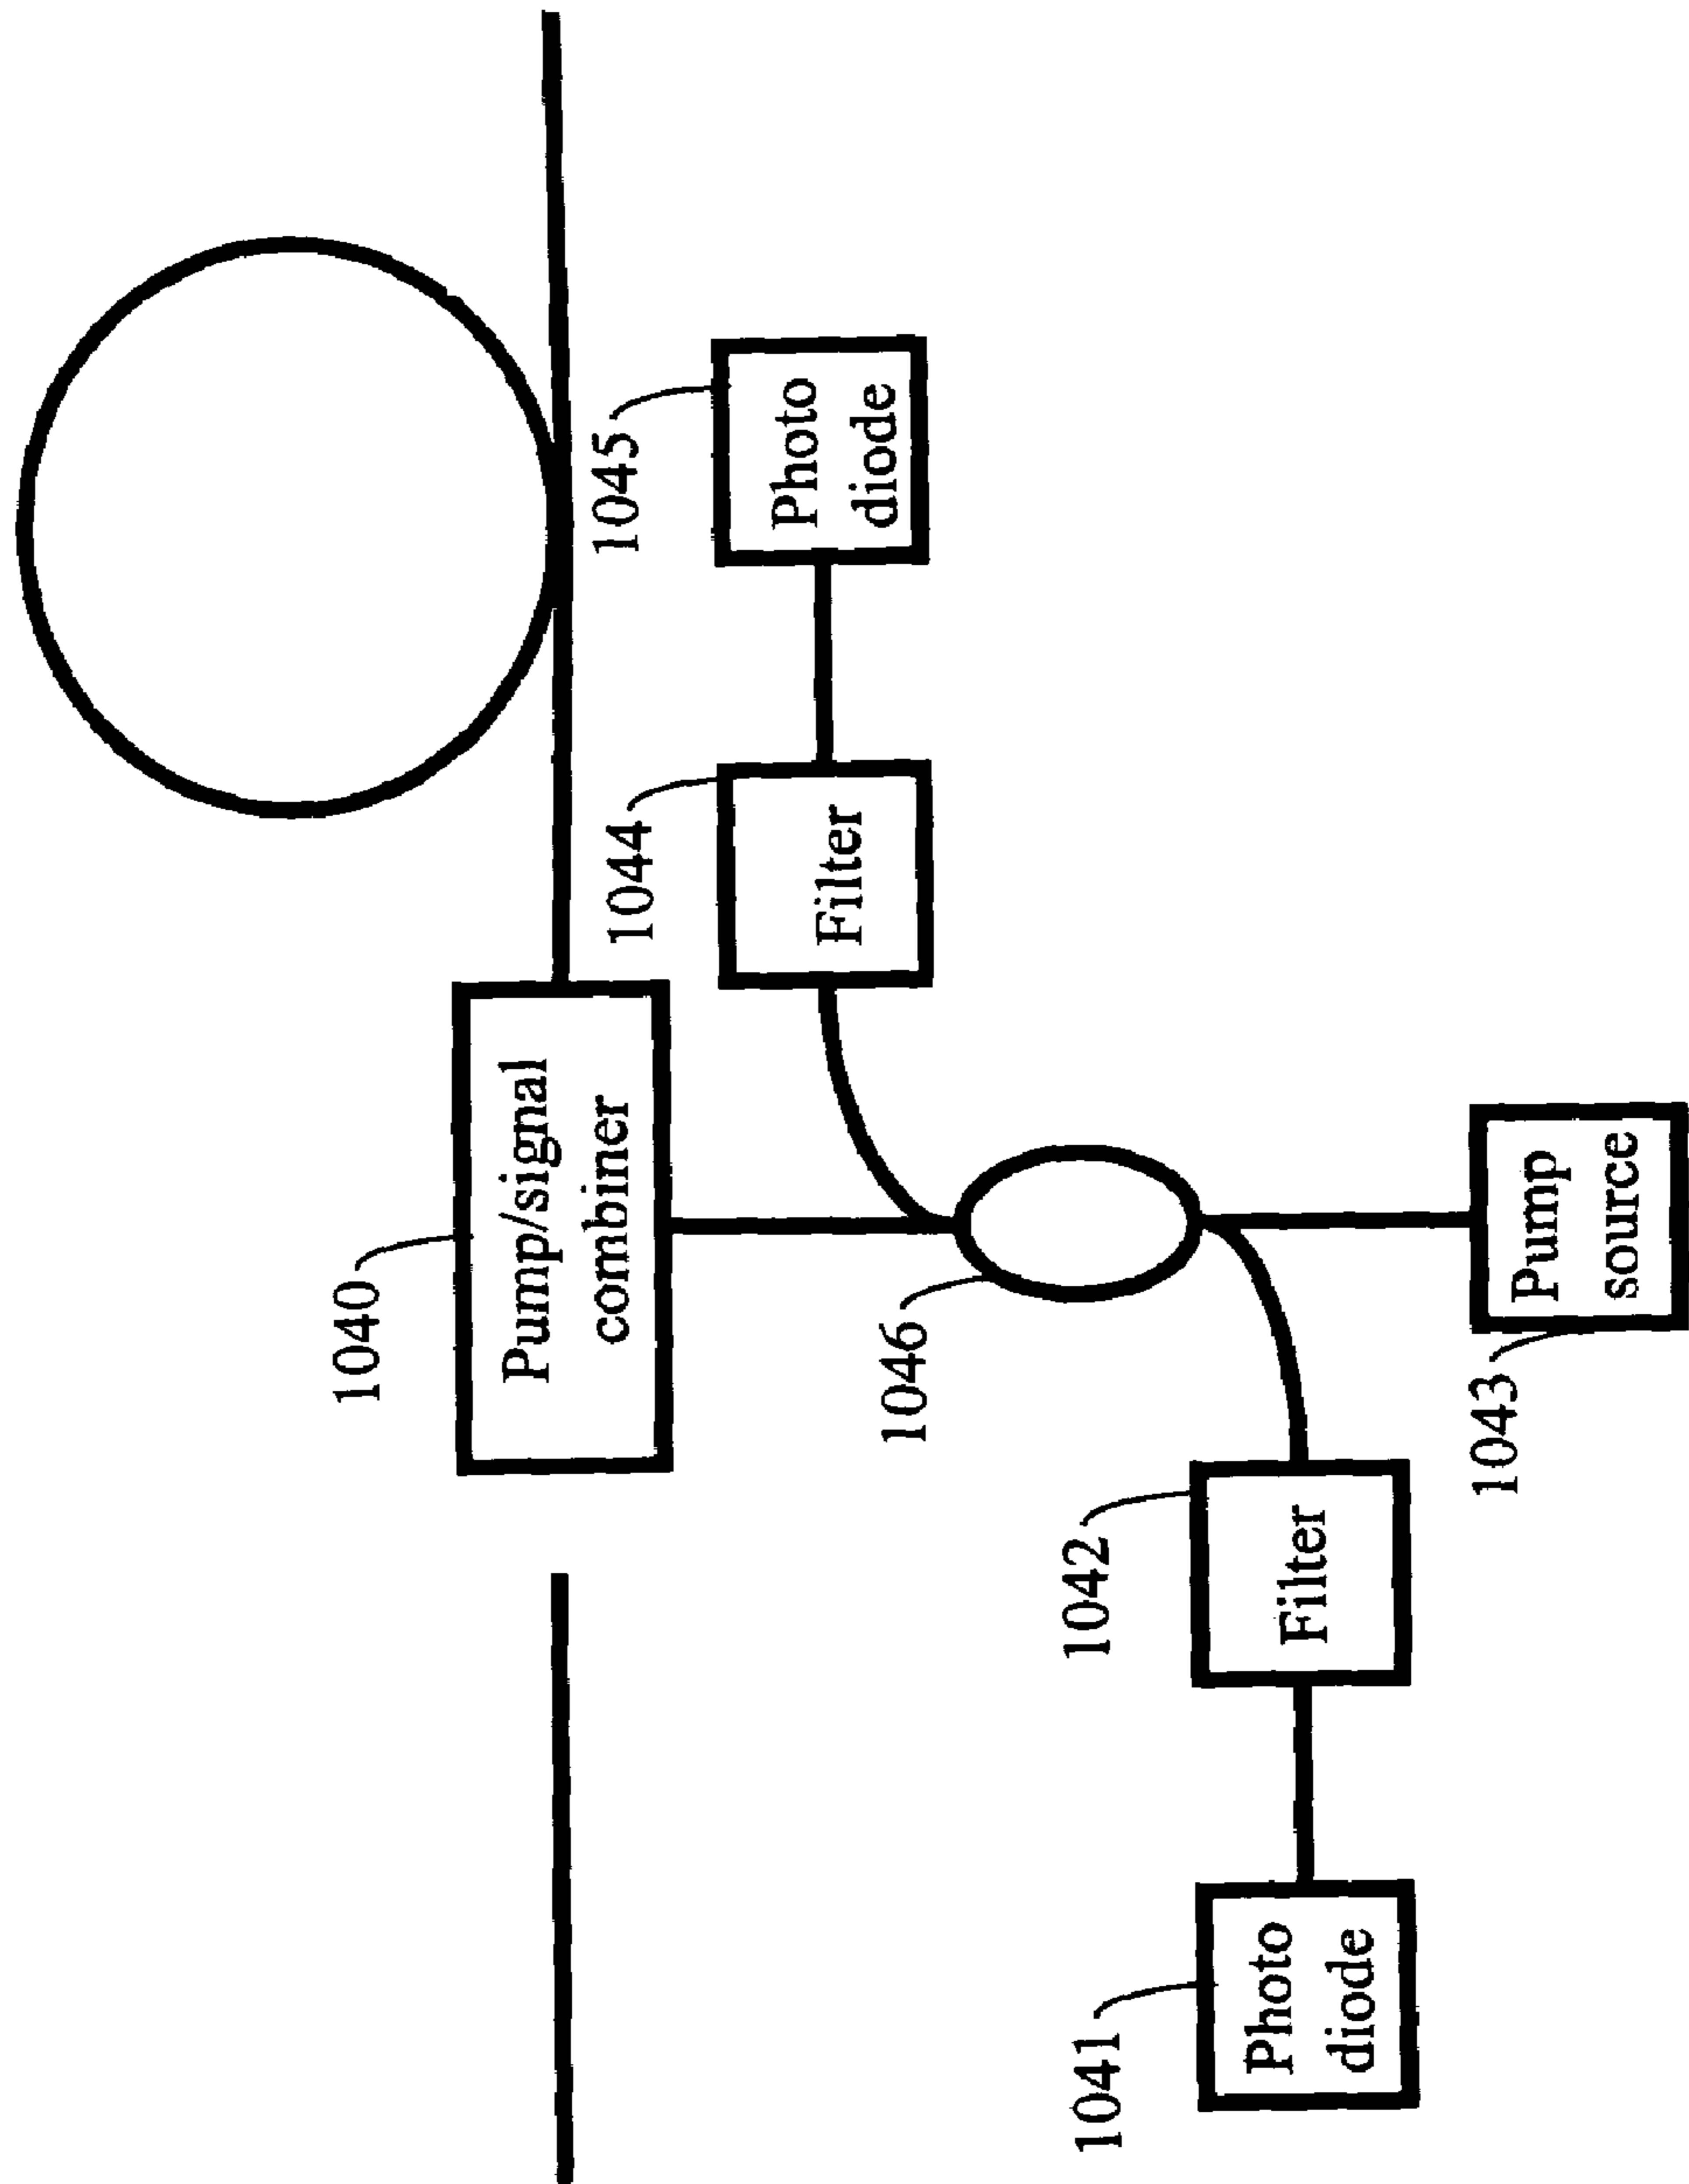 1040
Pump/signal
combiner
1044
Filter
1045
Photo
diode
1046
1042
Filter
1041
Photo
diode
1043
Pump
source